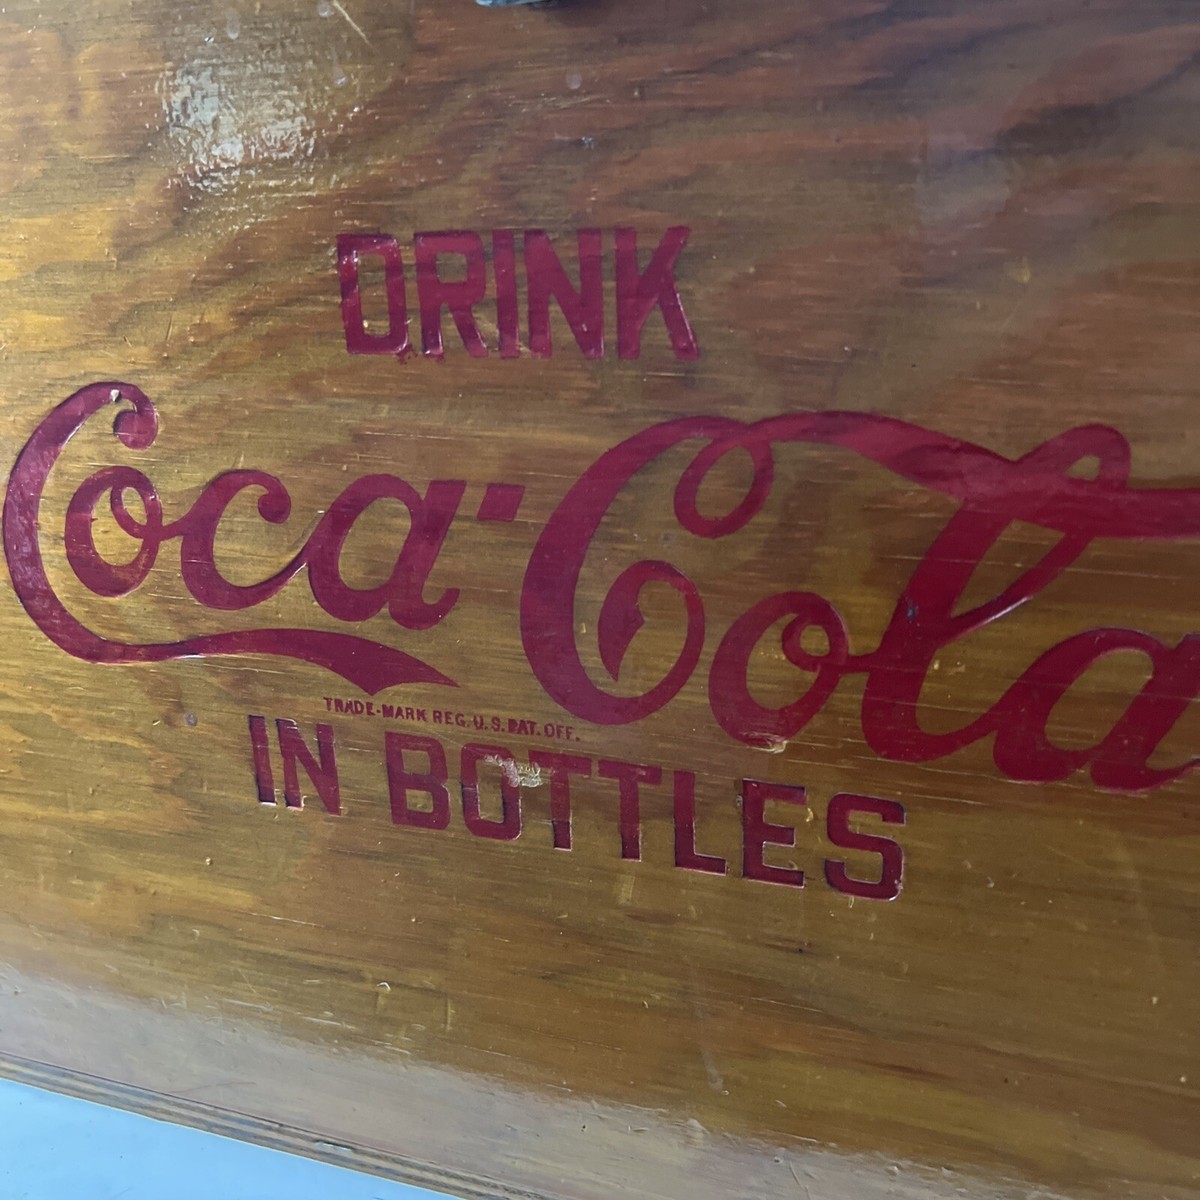 DRINK
Coca-Cola
TRADE-MARK REG. U.S. PAT. OFF.
IN BOTTLES